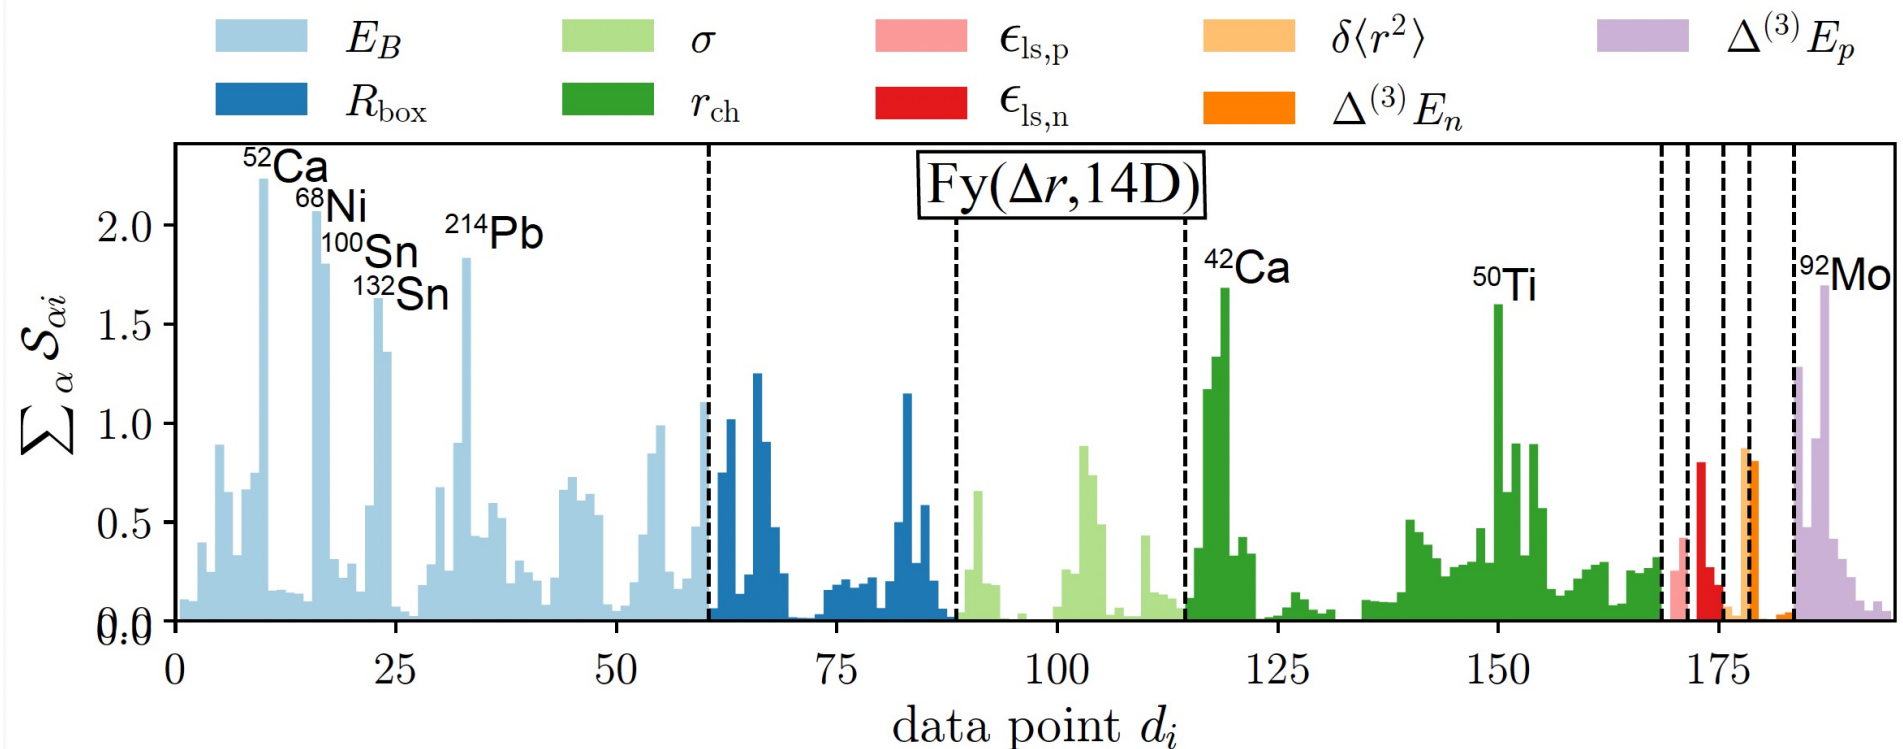 E_B σ ϵ_ls,p δ⟨r²⟩ Δ⁽³⁾E_p
R_box r_ch ϵ_ls,n Δ⁽³⁾E_n
Fy(Δr,14D)
⁵²Ca
⁶⁸Ni
¹⁰⁰Sn
¹³²Sn
²¹⁴Pb
⁴²Ca
⁵⁰Ti
⁹²Mo
∑_α 𝒮_αi
2.0
1.5
1.0
0.5
0.0
0.0
0 25 50 75 100 125 150 175
data point d_i